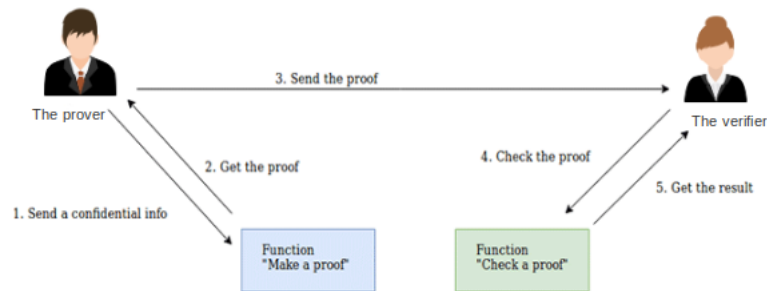 3. Send the proof
The prover
The verifier
2. Get the proof
4. Check the proof
1. Send a confidential info
5. Get the result
Function
"Make a proof"
Function
"Check a proof"